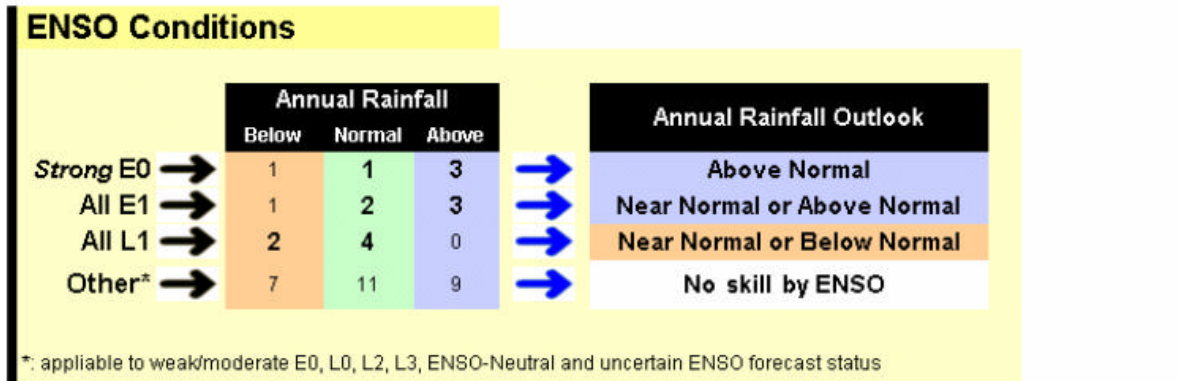 ENSO Conditions
Annual Rainfall
Annual Rainfall Outlook
Below Normal Above
Strong E0 1 1 3 Above Normal
All E1 1 2 3 Near Normal or Above Normal
All L1 2 4 0 Near Normal or Below Normal
Other* 7 11 9 No skill by ENSO
*: appliable to weak/moderate E0, L0, L2, L3, ENSO-Neutral and uncertain ENSO forecast status